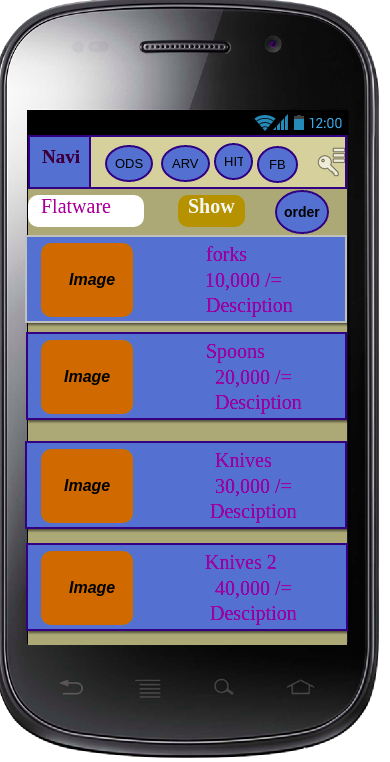 12:00
Navi
ODS
ARV
HIT
FB
Flatware
Show
order
Image
forks
10,000 /=
Desciption
Image
Spoons
20,000 /=
Desciption
Image
Knives
30,000 /=
Desciption
Image
Knives 2
40,000 /=
Desciption